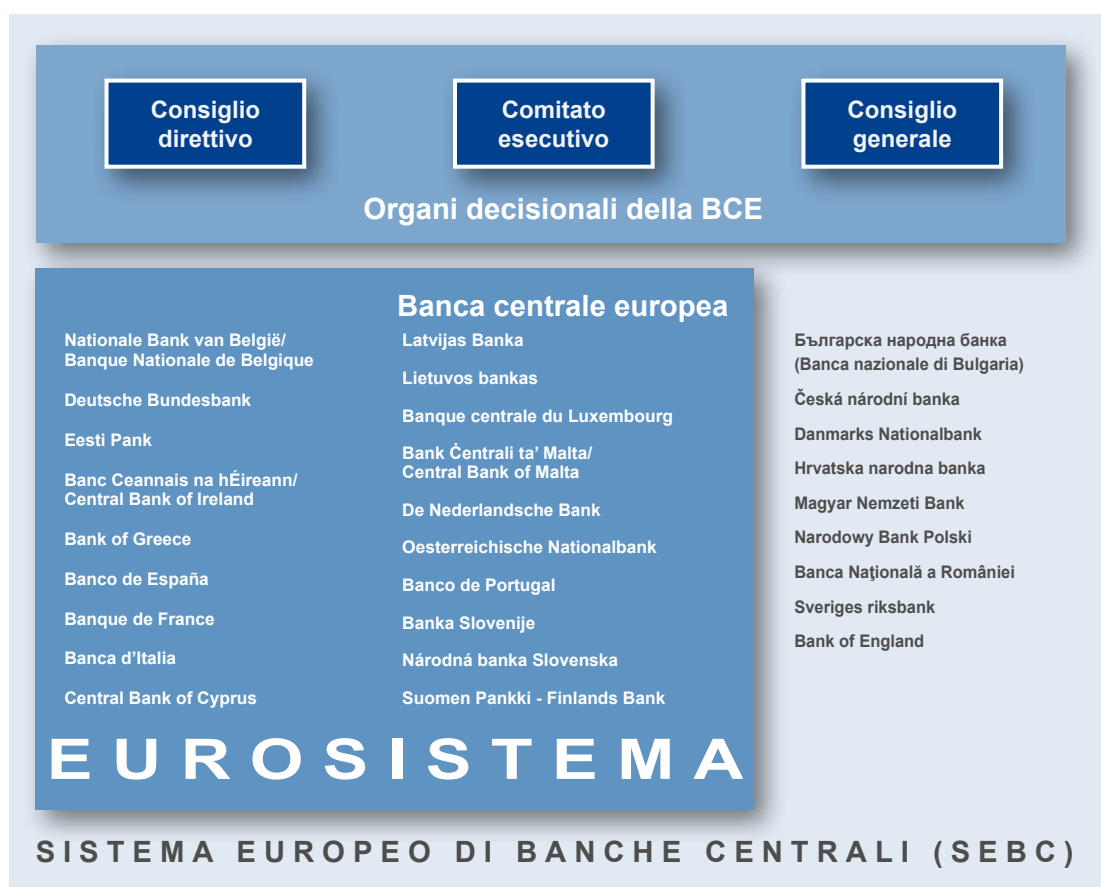 Consiglio
direttivo
Comitato
esecutivo
Consiglio
generale
Organi decisionali della BCE
Banca centrale europea
Nationale Bank van België/
Banque Nationale de Belgique
Deutsche Bundesbank
Eesti Pank
Banc Ceannais na hÉireann/
Central Bank of Ireland
Bank of Greece
Banco de España
Banque de France
Banca d’Italia
Central Bank of Cyprus
Latvijas Banka
Lietuvos bankas
Banque centrale du Luxembourg
Bank Ċentrali ta’ Malta/
Central Bank of Malta
De Nederlandsche Bank
Oesterreichische Nationalbank
Banco de Portugal
Banka Slovenije
Národná banka Slovenska
Suomen Pankki - Finlands Bank
EUROSISTEMA
Българска народна банка
(Banca nazionale di Bulgaria)
Česká národní banka
Danmarks Nationalbank
Hrvatska narodna banka
Magyar Nemzeti Bank
Narodowy Bank Polski
Banca Naţională a României
Sveriges riksbank
Bank of England
SISTEMA EUROPEO DI BANCHE CENTRALI (SEBC)